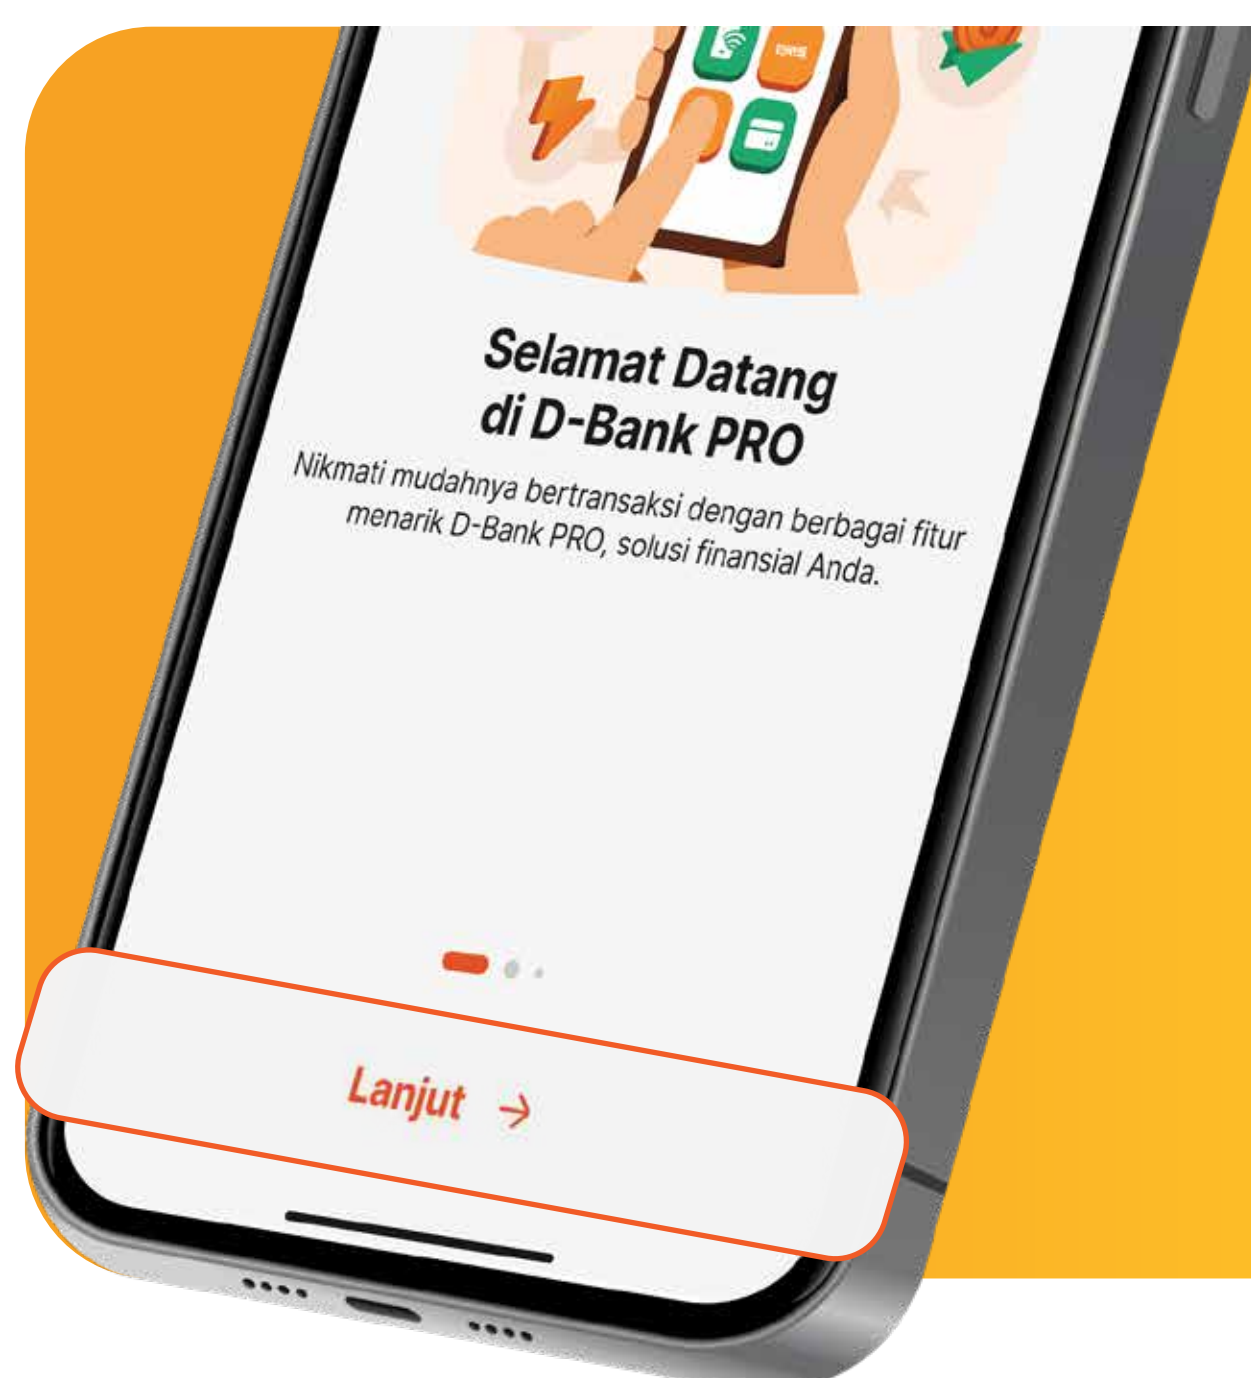 Selamat Datang
di D-Bank PRO
Nikmati mudahnya bertransaksi dengan berbagai fitur
menarik D-Bank PRO, solusi finansial Anda.
Lanjut